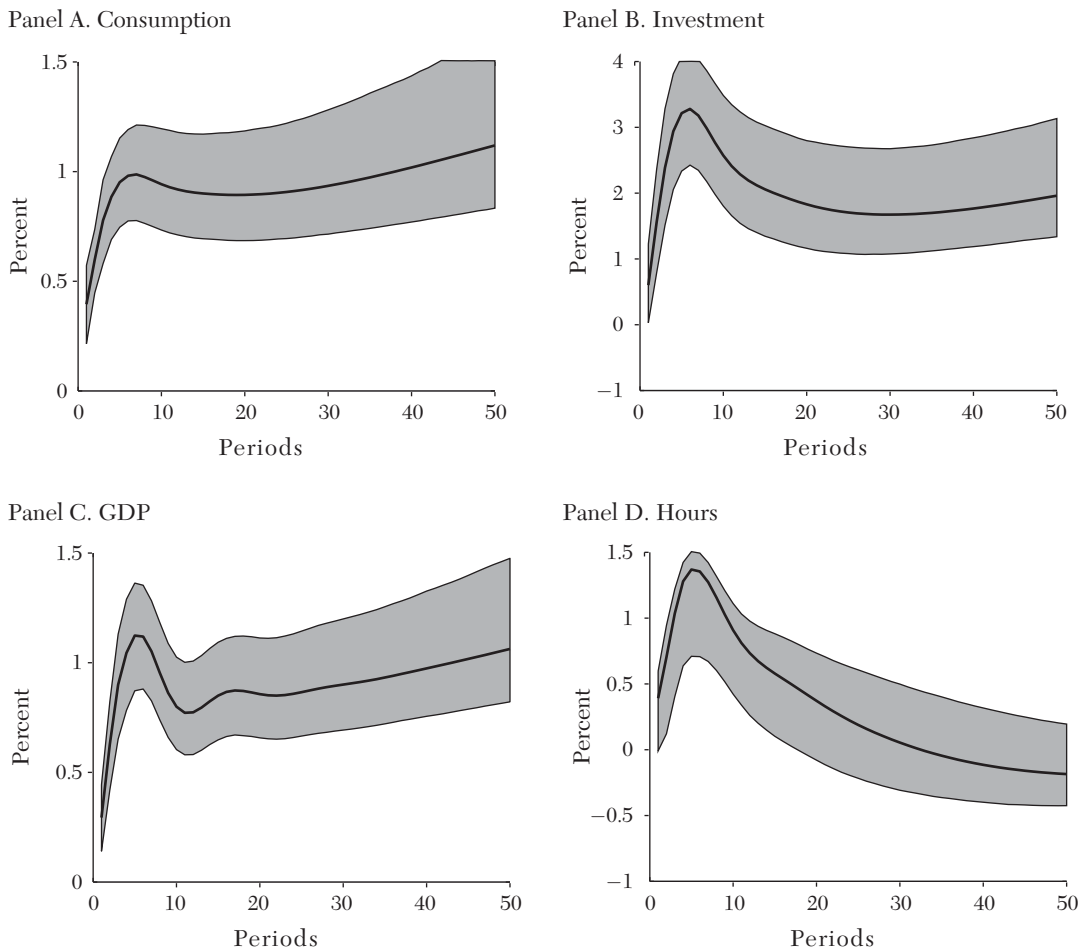 Panel A. Consumption
Percent
1.5
1
0.5
0
0 10 20 30 40 50
Periods
Panel B. Investment
Percent
4
3
2
1
0
−1
0 10 20 30 40 50
Periods
Panel C. GDP
Percent
1.5
1
0.5
0
0 10 20 30 40 50
Periods
Panel D. Hours
Percent
1.5
1
0.5
0
−0.5
−1
0 10 20 30 40 50
Periods